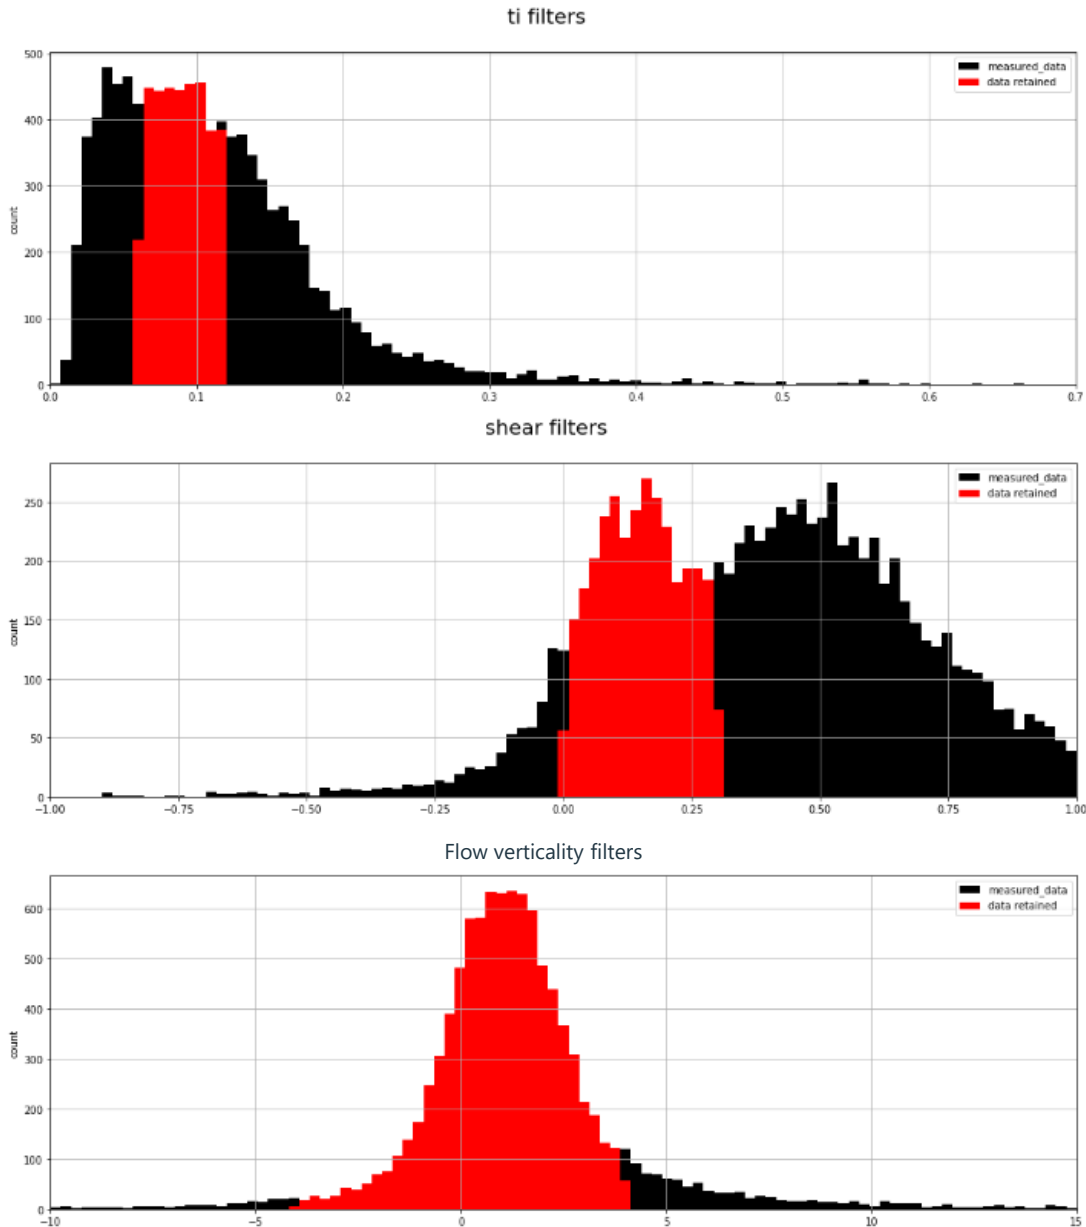 ti filters
500
measured_data
data retained
400
300
count
200
100
0
0.0 0.1 0.2 0.3 0.4 0.5 0.6 0.7
shear filters
measured_data
data retained
250
200
150
count
100
50
0
−1.00 −0.75 −0.50 −0.25 0.00 0.25 0.50 0.75 1.00
Flow verticality filters
measured_data
data retained
600
500
400
count
300
200
100
0
−10 −5 0 5 10 15